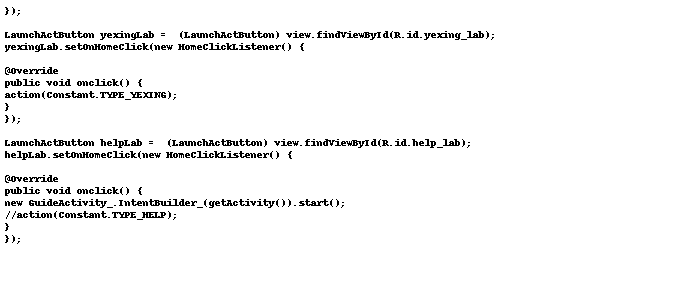 });
LaunchActButton yexingLab =  (LaunchActButton) view.findViewById(R.id.yexing_lab);
yexingLab.setOnHomeClick(new HomeClickListener() {
@Override
public void onclick() {
action(Constant.TYPE_YEXING);
}
});
LaunchActButton helpLab =  (LaunchActButton) view.findViewById(R.id.help_lab);
helpLab.setOnHomeClick(new HomeClickListener() {
@Override
public void onclick() {
new GuideActivity_.IntentBuilder_(getActivity()).start();
//action(Constant.TYPE_HELP);
}
});